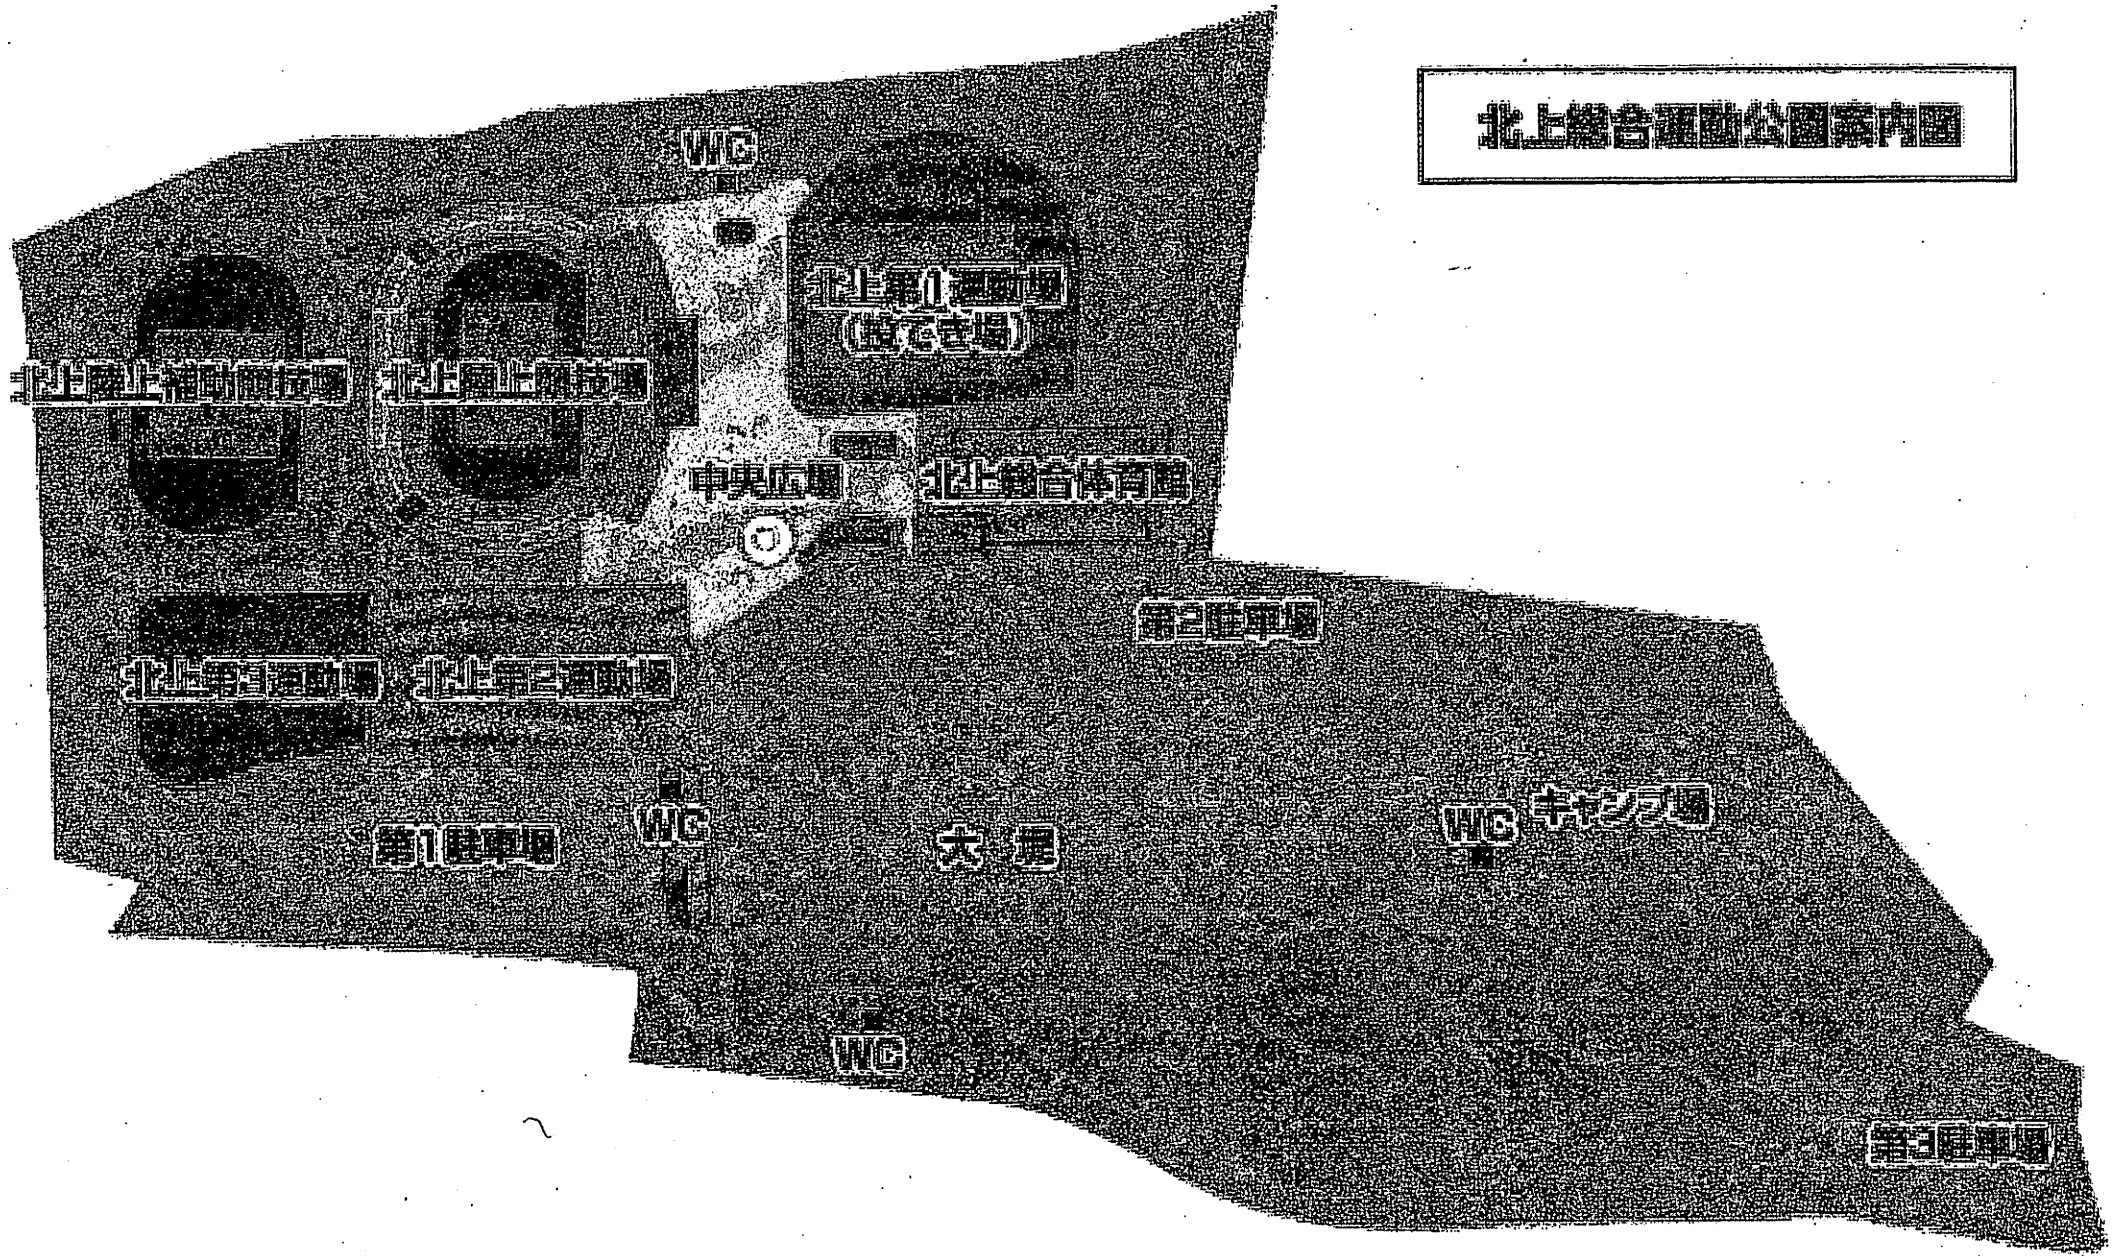 北上総合運動公園案内図
WC
北上第1運動場
(投てき場)
北上陸上補助競技場
北上陸上競技場
中央広場
北上総合体育館
第2駐車場
北上第3運動場
北上第2運動場
第1駐車場
WC
大堤
WC
キャンプ場
WC
第3駐車場